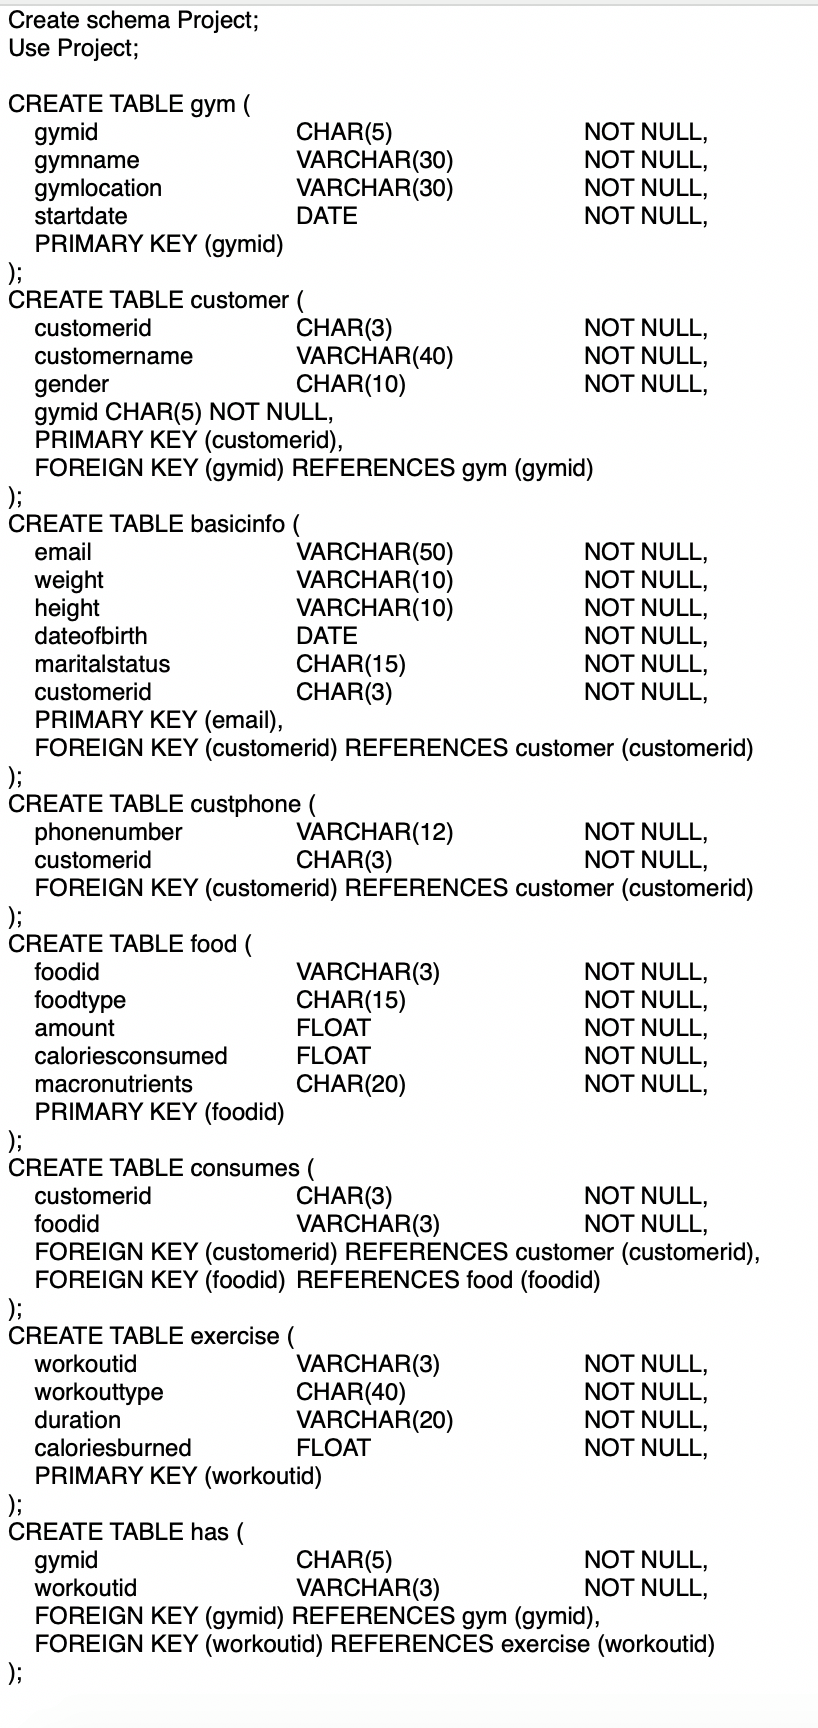 Create schema Project;
Use Project;
CREATE TABLE gym (
gymid CHAR(5) NOT NULL,
gymname VARCHAR(30) NOT NULL,
gymlocation VARCHAR(30) NOT NULL,
startdate DATE NOT NULL,
PRIMARY KEY (gymid)
);
CREATE TABLE customer (
customerid CHAR(3) NOT NULL,
customername VARCHAR(40) NOT NULL,
gender CHAR(10) NOT NULL,
gymid CHAR(5) NOT NULL,
PRIMARY KEY (customerid),
FOREIGN KEY (gymid) REFERENCES gym (gymid)
);
CREATE TABLE basicinfo (
email VARCHAR(50) NOT NULL,
weight VARCHAR(10) NOT NULL,
height VARCHAR(10) NOT NULL,
dateofbirth DATE NOT NULL,
maritalstatus CHAR(15) NOT NULL,
customerid CHAR(3) NOT NULL,
PRIMARY KEY (email),
FOREIGN KEY (customerid) REFERENCES customer (customerid)
);
CREATE TABLE custphone (
phonenumber VARCHAR(12) NOT NULL,
customerid CHAR(3) NOT NULL,
FOREIGN KEY (customerid) REFERENCES customer (customerid)
);
CREATE TABLE food (
foodid VARCHAR(3) NOT NULL,
foodtype CHAR(15) NOT NULL,
amount FLOAT NOT NULL,
caloriesconsumed FLOAT NOT NULL,
macronutrients CHAR(20) NOT NULL,
PRIMARY KEY (foodid)
);
CREATE TABLE consumes (
customerid CHAR(3) NOT NULL,
foodid VARCHAR(3) NOT NULL,
FOREIGN KEY (customerid) REFERENCES customer (customerid),
FOREIGN KEY (foodid) REFERENCES food (foodid)
);
CREATE TABLE exercise (
workoutid VARCHAR(3) NOT NULL,
workouttype CHAR(40) NOT NULL,
duration VARCHAR(20) NOT NULL,
caloriesburned FLOAT NOT NULL,
PRIMARY KEY (workoutid)
);
CREATE TABLE has (
gymid CHAR(5) NOT NULL,
workoutid VARCHAR(3) NOT NULL,
FOREIGN KEY (gymid) REFERENCES gym (gymid),
FOREIGN KEY (workoutid) REFERENCES exercise (workoutid)
);